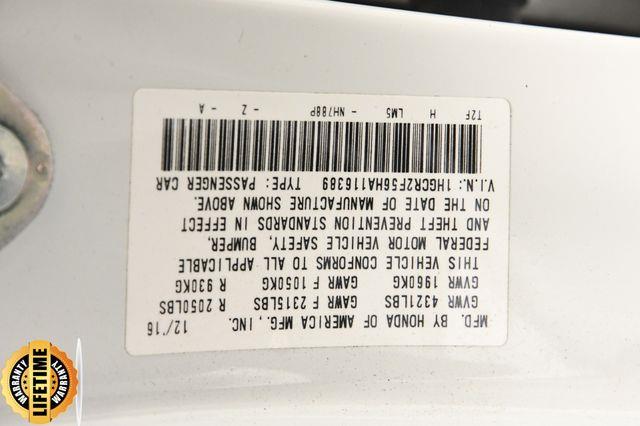 MFD. BY HONDA OF AMERICA MFG., INC. 12/16
GVWR 4321LBS GAWR F 2315LBS R 2050LBS
GVWR 1960KG GAWR F 1050KG R 930KG
THIS VEHICLE CONFORMS TO ALL APPLICABLE
FEDERAL MOTOR VEHICLE SAFETY, BUMPER,
AND THEFT PREVENTION STANDARDS IN EFFECT
ON THE DATE OF MANUFACTURE SHOWN ABOVE.
V.I.N.: 1HGCR2F56HA116389 TYPE: PASSENGER CAR
T2F H LM5 NH788P - Z - A
WARRANTY
LIFETIME
WARRANTY